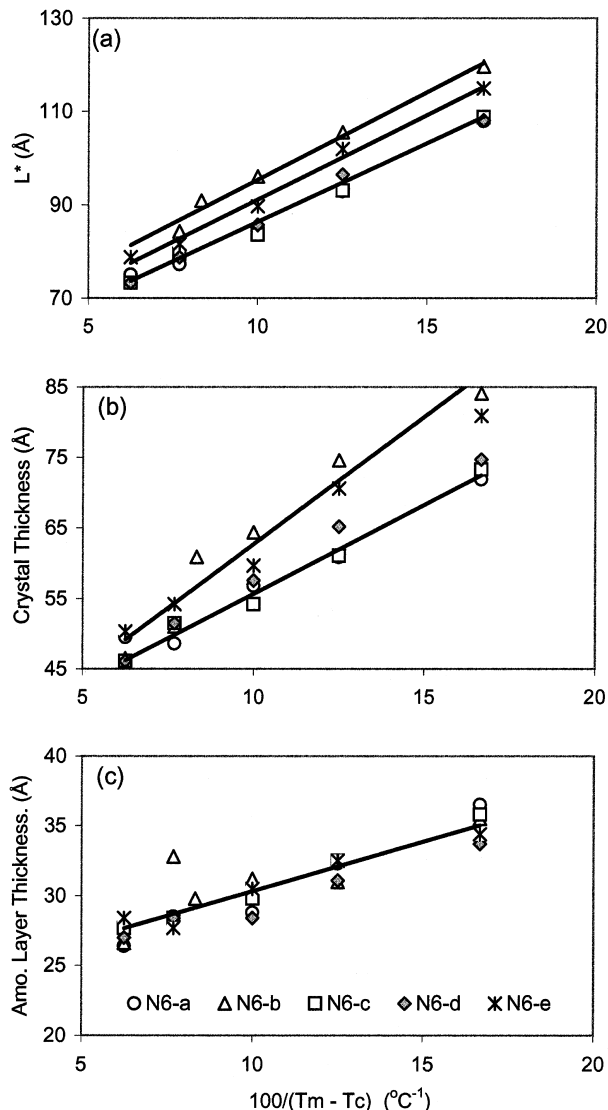 130
(a)
110
L* (Å)
90
70
5 10 15 20
85
(b)
75
Crystal Thickness (Å)
65
55
45
5 10 15 20
40
(c)
35
Amo. Layer Thickness. (Å)
30
25
N6-a N6-b N6-c N6-d N6-e
20
5 10 15 20
100/(Tm - Tc) (°C⁻¹)